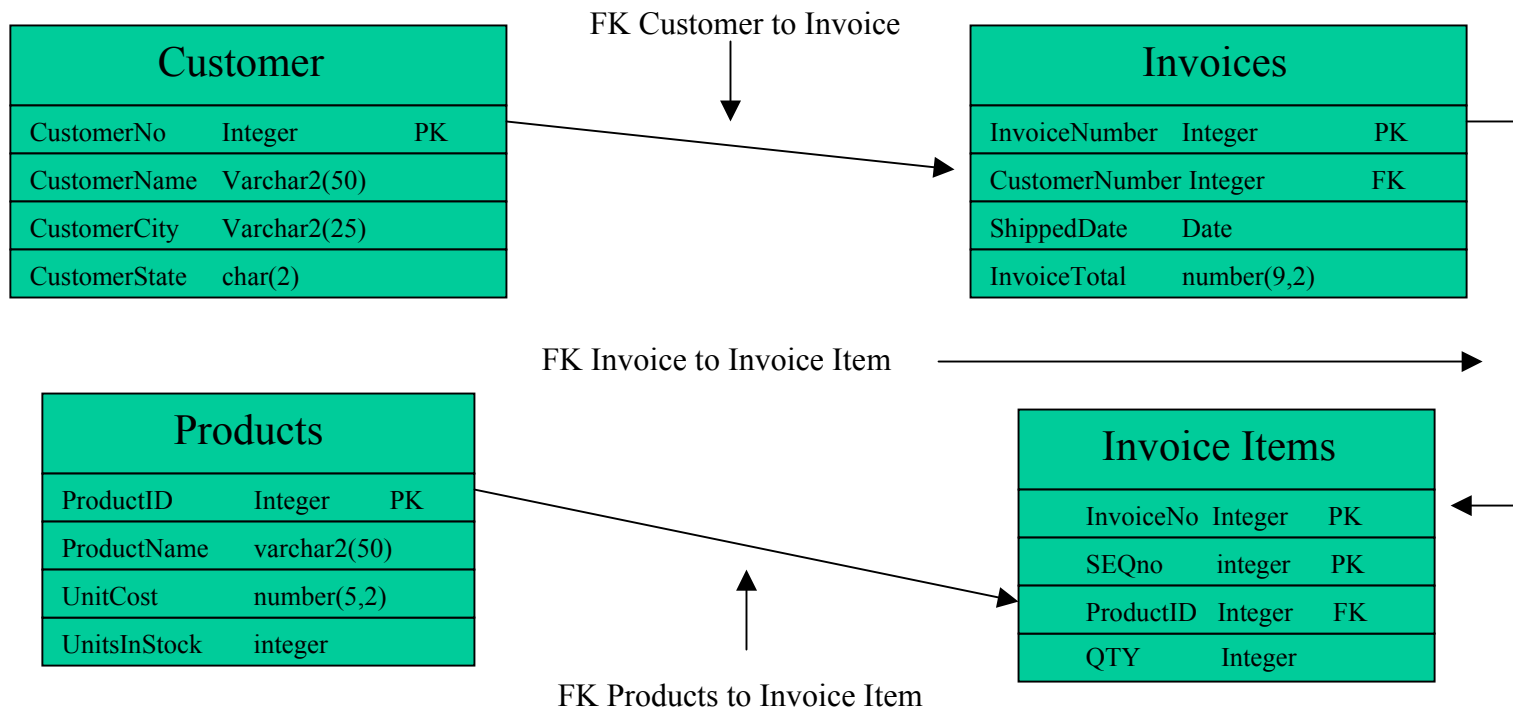 FK Customer to Invoice
Customer
CustomerNo Integer PK
CustomerName Varchar2(50)
CustomerCity Varchar2(25)
CustomerState char(2)
Invoices
InvoiceNumber Integer PK
CustomerNumber Integer FK
ShippedDate Date
InvoiceTotal number(9,2)
FK Invoice to Invoice Item
Products
ProductID Integer PK
ProductName varchar2(50)
UnitCost number(5,2)
UnitsInStock integer
Invoice Items
InvoiceNo Integer PK
SEQno integer PK
ProductID Integer FK
QTY Integer
FK Products to Invoice Item